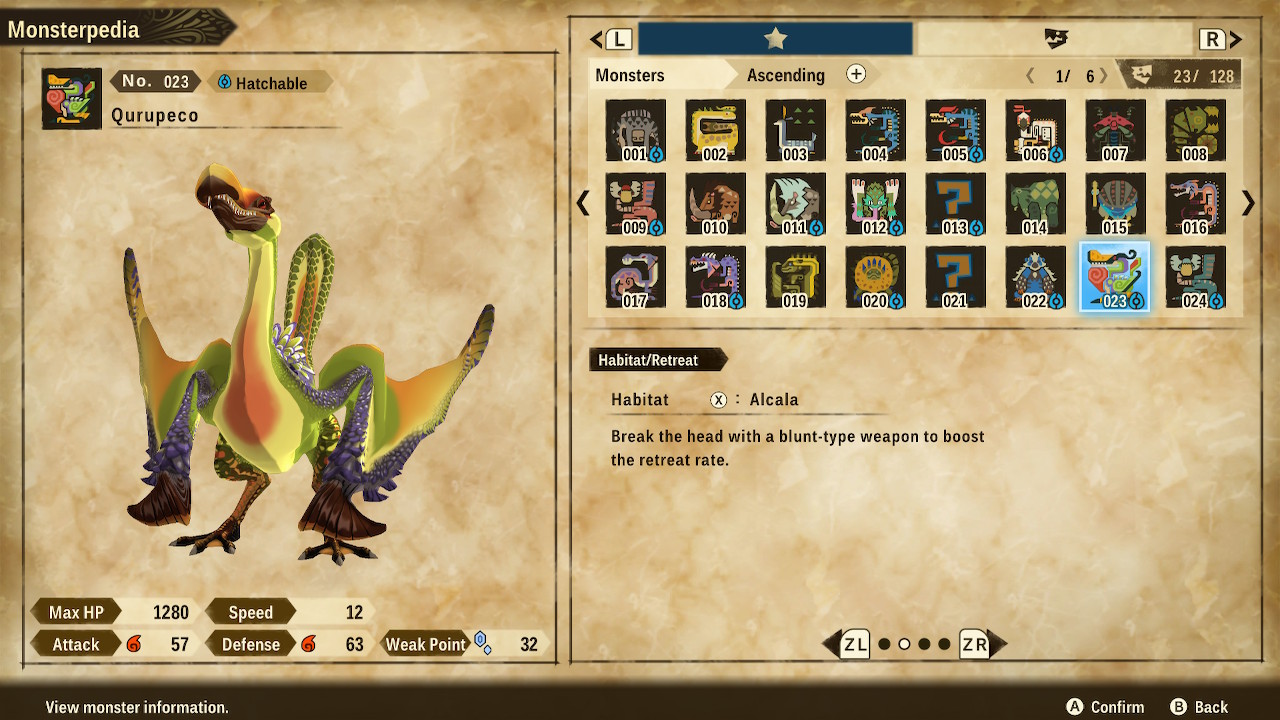 Monsterpedia
No. 023
Hatchable
Qurupeco
Max HP 1280
Speed 12
Attack 57
Defense 63
Weak Point 32
L
R
Monsters
Ascending
1/ 6
23/ 128
001 002 003 004 005 006 007 008
009 010 011 012 013 014 015 016
017 018 019 020 021 022 023 024
Habitat/Retreat
Habitat X : Alcala
Break the head with a blunt-type weapon to boost
the retreat rate.
ZL ZR
View monster information.
A Confirm B Back